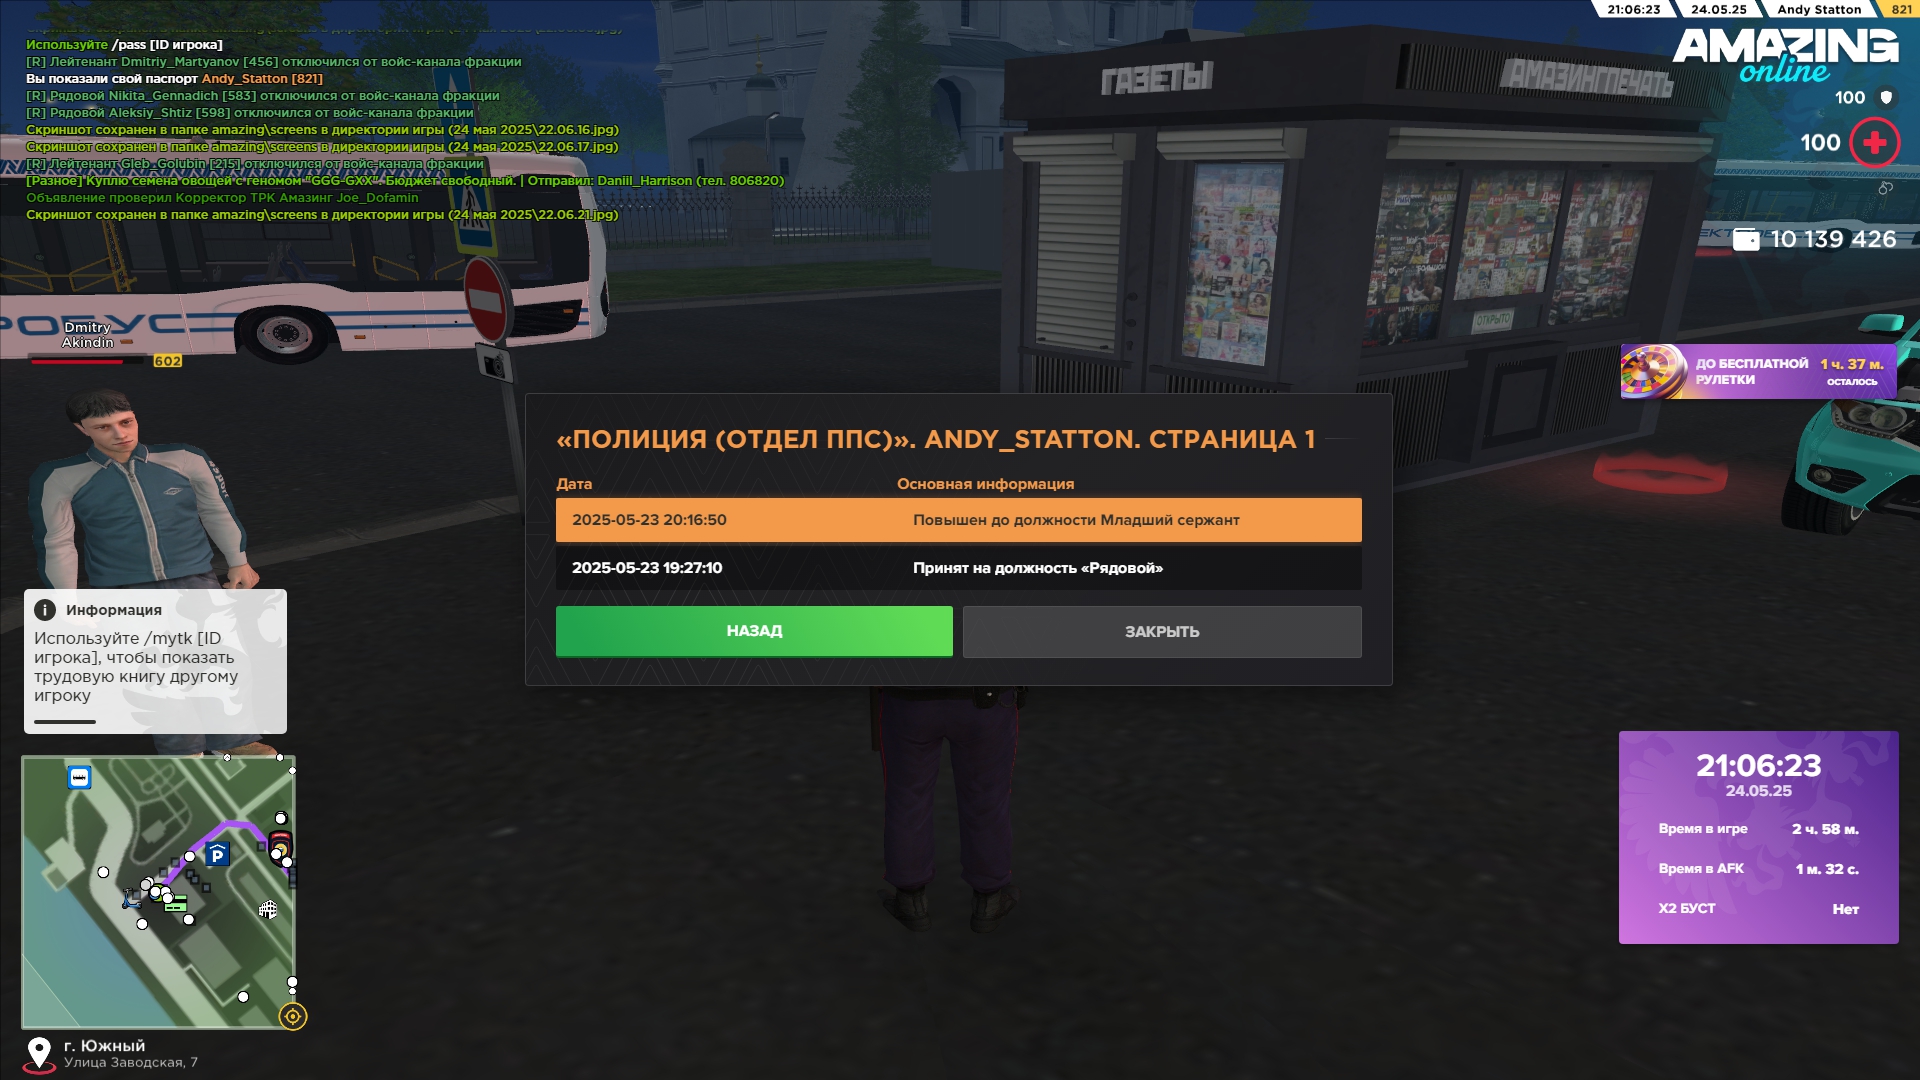 21:06:23
24.05.25
Andy Statton
821
AMAZING
online
100
100
10 139 426
Используйте /pass [ID игрока]
[R] Лейтенант Dmitriy_Martyanov [456] отключился от войс-канала фракции
Вы показали свой паспорт Andy_Statton [821]
[R] Рядовой Nikita_Gennadich [583] отключился от войс-канала фракции
[R] Рядовой Aleksiy_Shtiz [598] отключился от войс-канала фракции
Скриншот сохранен в папке amazing\screens в директории игры (24 мая 2025\22.06.16.jpg)
Скриншот сохранен в папке amazing\screens в директории игры (24 мая 2025\22.06.17.jpg)
[R] Лейтенант Gleb_Golubin [215] отключился от войс-канала фракции
[Разное] Куплю семена овощей с геномом "GGG-GXX". Бюджет свободный. | Отправил: Daniil_Harrison (тел. 806820)
Объявление проверил Корректор ТРК Амазинг Joe_Dofamin
Скриншот сохранен в папке amazing\screens в директории игры (24 мая 2025\22.06.21.jpg)
ГАЗЕТЫ
АМАЗИНГПЕЧАТЬ
ОТКРЫТО
РОБУС
Dmitry
Akindin
602
ДО БЕСПЛАТНОЙ
РУЛЕТКИ
1 ч. 37 м.
ОСТАЛОСЬ
«ПОЛИЦИЯ (ОТДЕЛ ППС)». ANDY_STATTON. СТРАНИЦА 1
Дата
Основная информация
2025-05-23 20:16:50
Повышен до должности Младший сержант
2025-05-23 19:27:10
Принят на должность «Рядовой»
НАЗАД
ЗАКРЫТЬ
Информация
Используйте /mytk [ID
игрока], чтобы показать
трудовую книгу другому
игроку
P
г. Южный
Улица Заводская, 7
21:06:23
24.05.25
Время в игре
2 ч. 58 м.
Время в AFK
1 м. 32 с.
X2 БУСТ
Нет